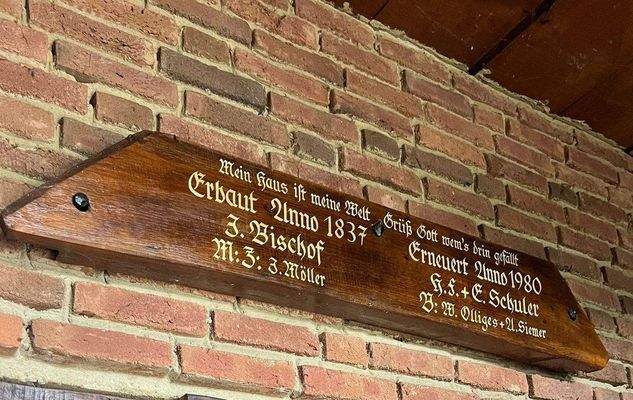 Mein Haus ist meine Welt
Erbaut Anno 1837
J. Bischof
M: Z: J. Möller
Grüß Gott wem's brin gefällt
Erneuert Anno 1980
H. F. + E. Schuler
B: W. Olliges + A. Siemer